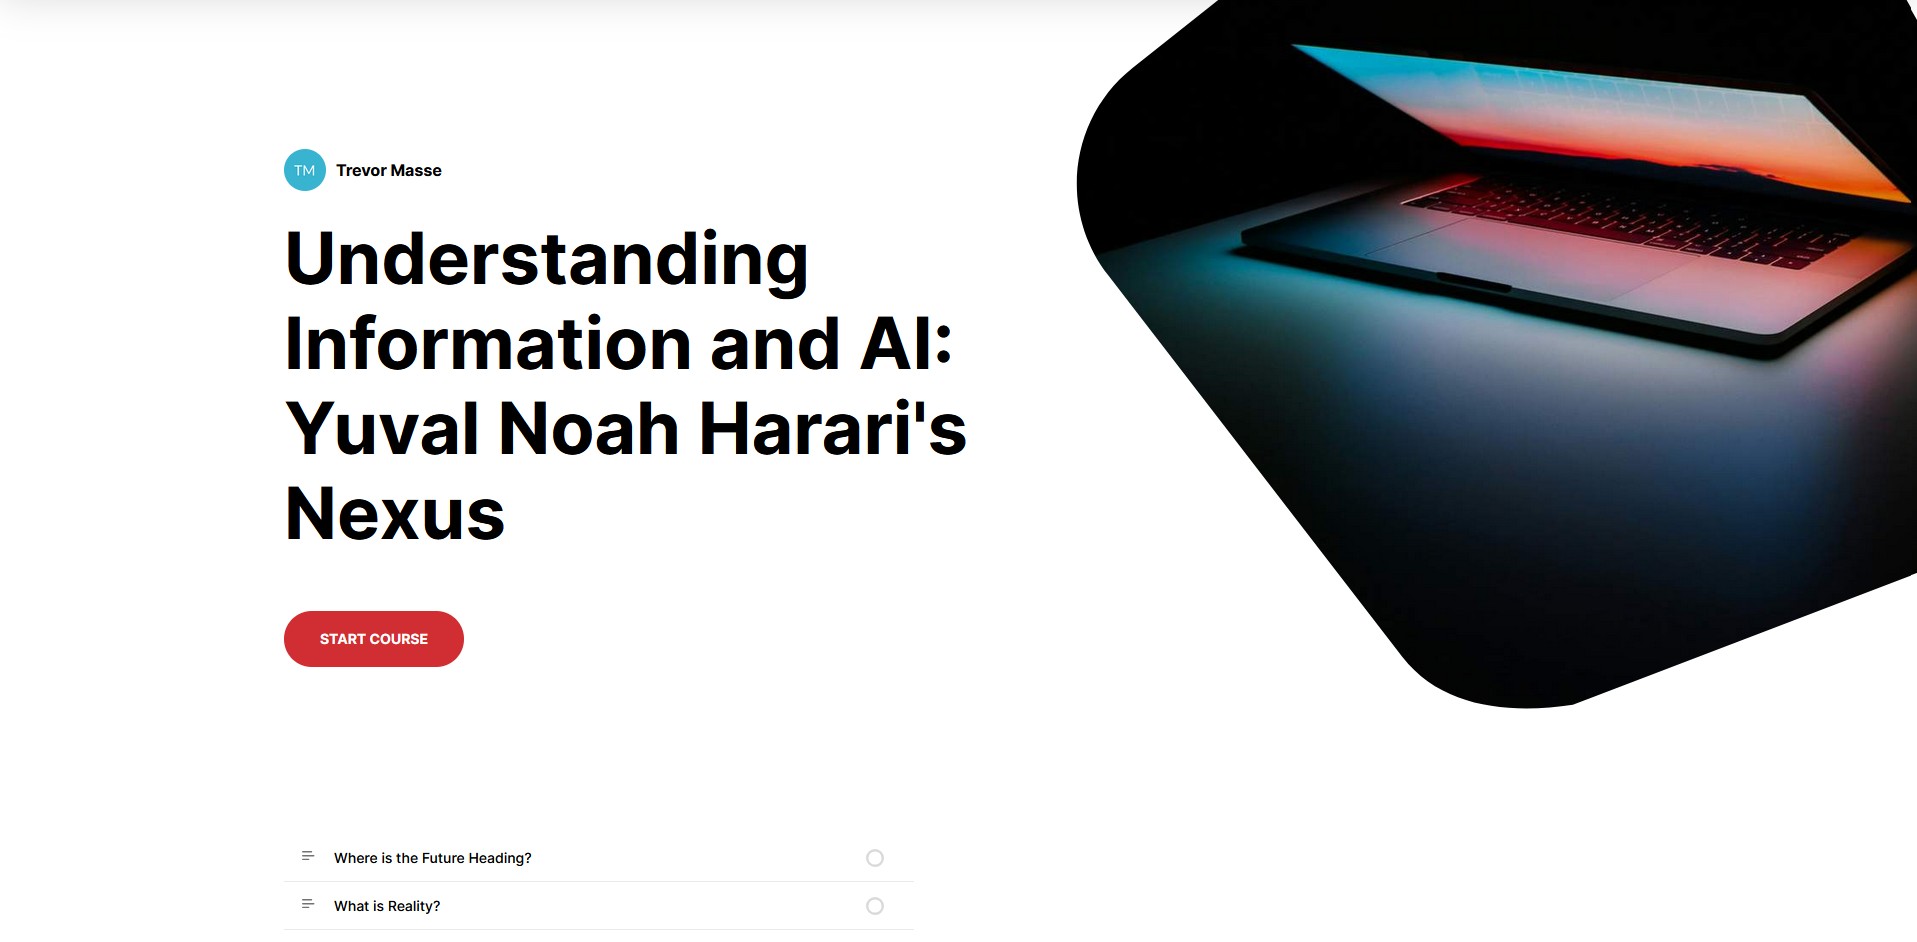 TM
Trevor Masse
Understanding
Information and AI:
Yuval Noah Harari's
Nexus
START COURSE
Where is the Future Heading?
What is Reality?